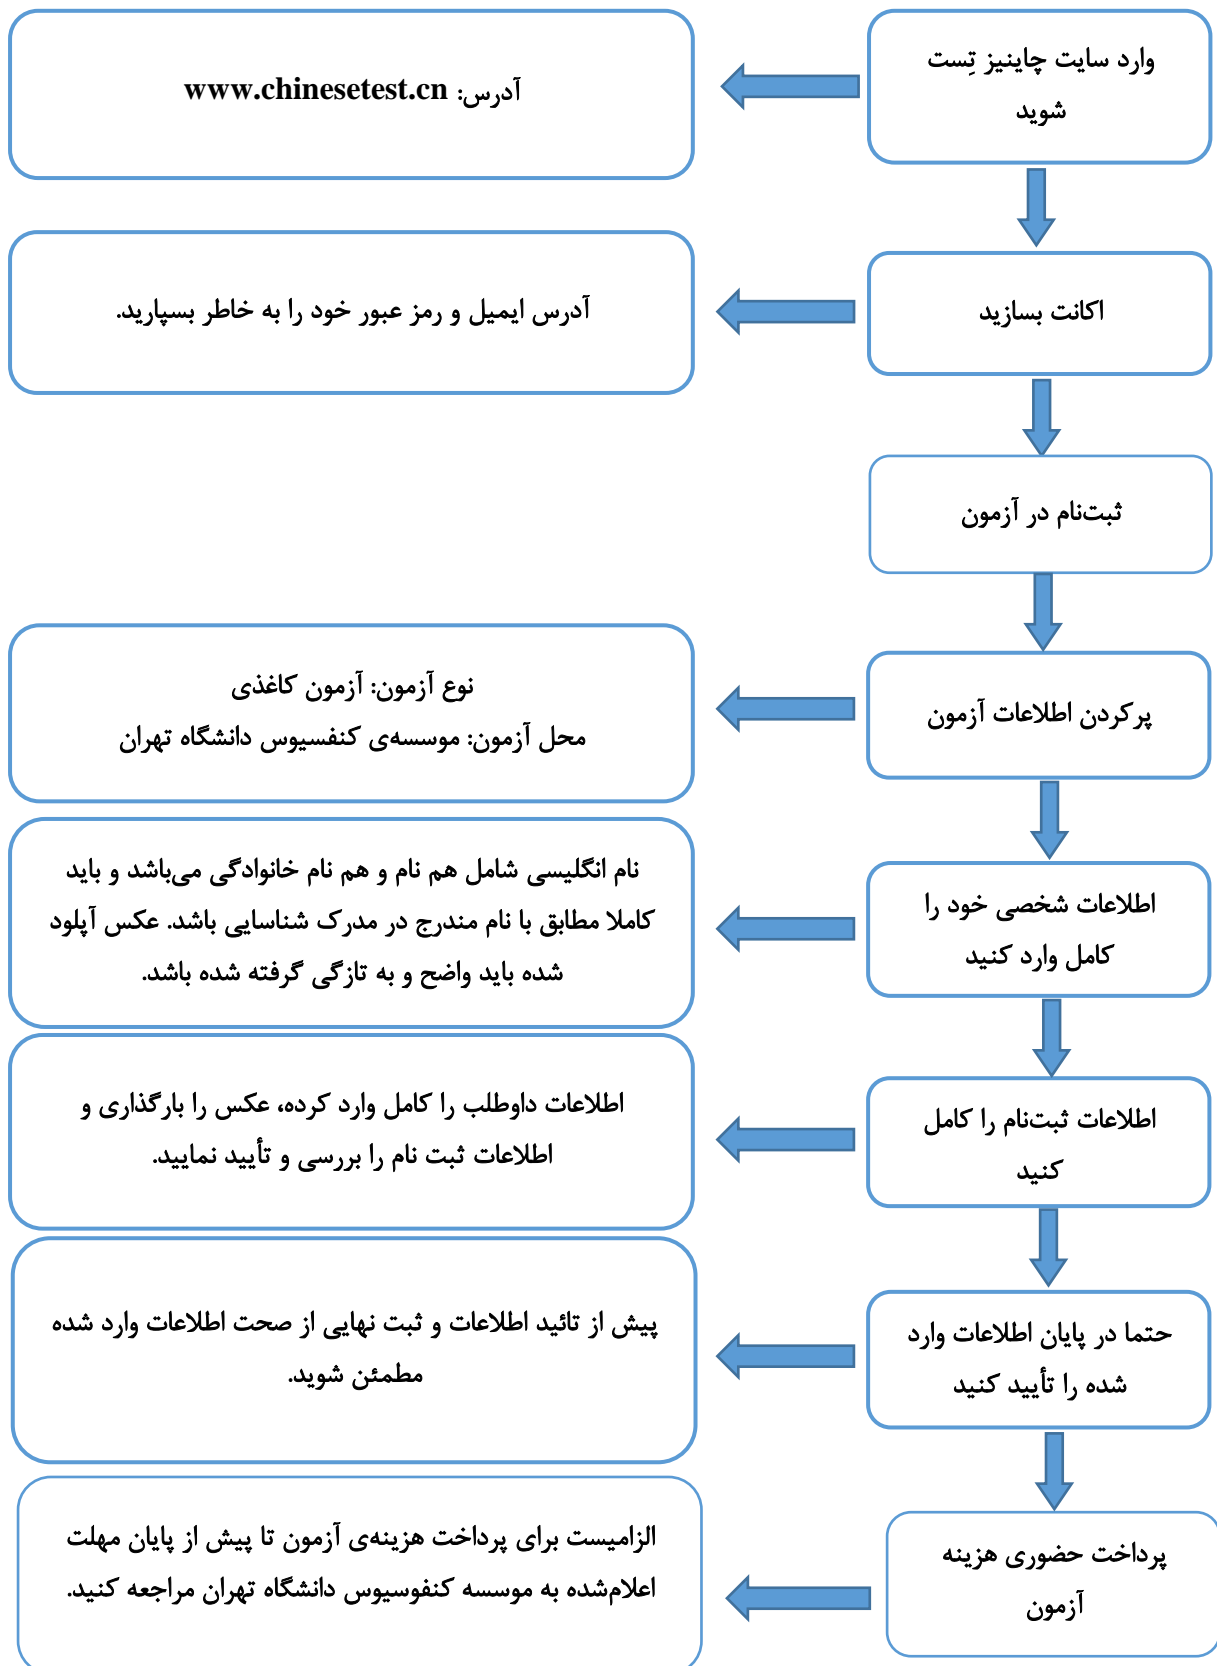 وارد سایت چاینیز تِست
شوید
آدرس: www.chinesetest.cn
اکانت بسازید
آدرس ایمیل و رمز عبور خود را به خاطر بسپارید.
ثبت‌نام در آزمون
پرکردن اطلاعات آزمون
نوع آزمون: آزمون کاغذی
محل آزمون: موسسه‌ی کنفسیوس دانشگاه تهران
اطلاعات شخصی خود را
کامل وارد کنید
نام انگلیسی شامل هم نام و هم نام خانوادگی می‌باشد و باید
کاملا مطابق با نام مندرج در مدرک شناسایی باشد. عکس آپلود
شده باید واضح و به تازگی گرفته شده باشد.
اطلاعات ثبت‌نام را کامل
کنید
اطلاعات داوطلب را کامل وارد کرده، عکس را بارگذاری و
اطلاعات ثبت نام را بررسی و تأیید نمایید.
حتما در پایان اطلاعات وارد
شده را تأیید کنید
پیش از تائید اطلاعات و ثبت نهایی از صحت اطلاعات وارد شده
مطمئن شوید.
پرداخت حضوری هزینه
آزمون
الزامیست برای پرداخت هزینه‌ی آزمون تا پیش از پایان مهلت
اعلام‌شده به موسسه کنفوسیوس دانشگاه تهران مراجعه کنید.